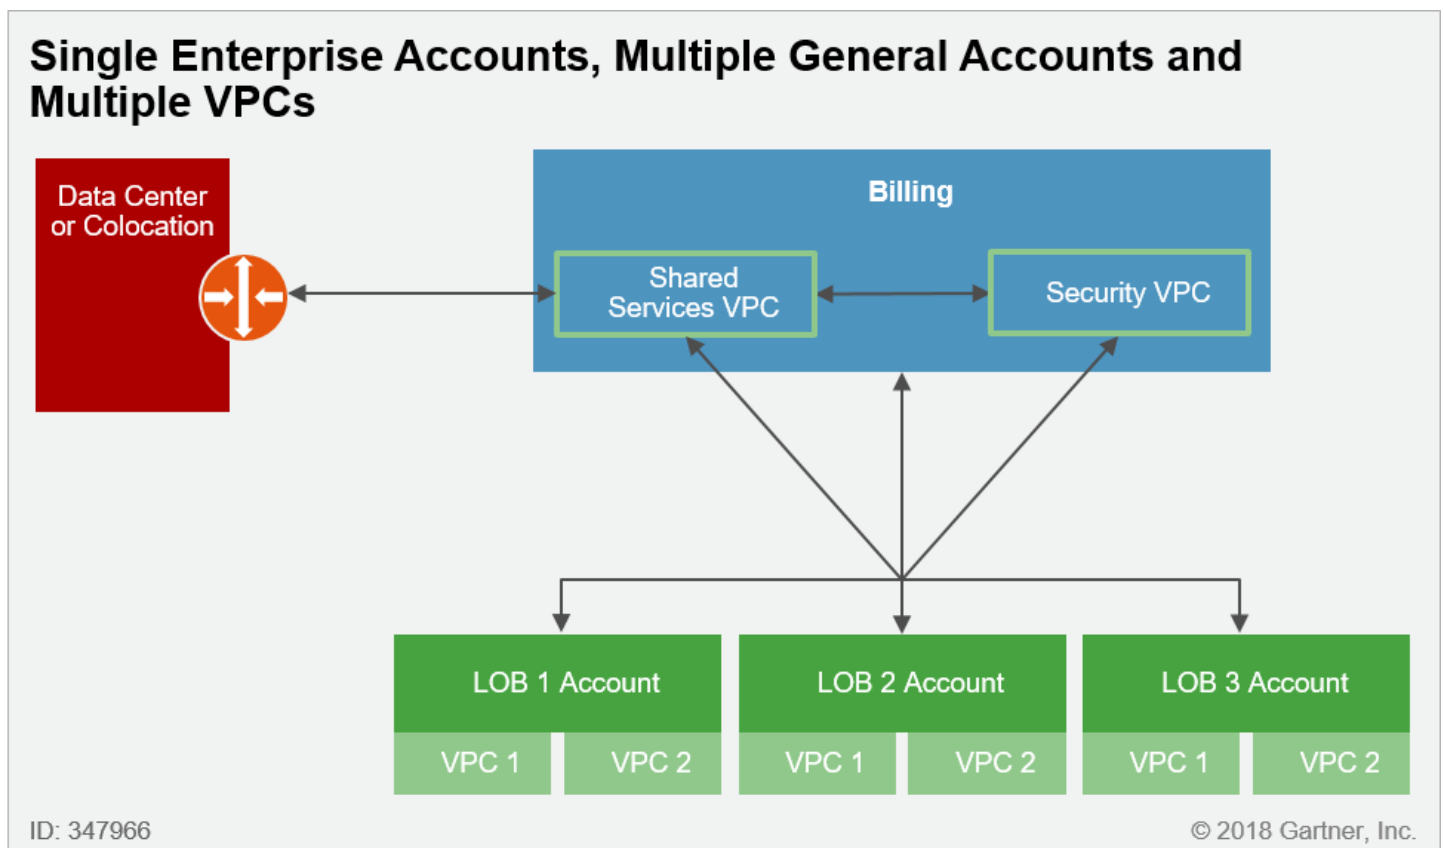 Single Enterprise Accounts, Multiple General Accounts and
Multiple VPCs
Data Center
or Colocation
Billing
Shared
Services VPC
Security VPC
LOB 1 Account
LOB 2 Account
LOB 3 Account
VPC 1
VPC 2
VPC 1
VPC 2
VPC 1
VPC 2
ID: 347966
© 2018 Gartner, Inc.